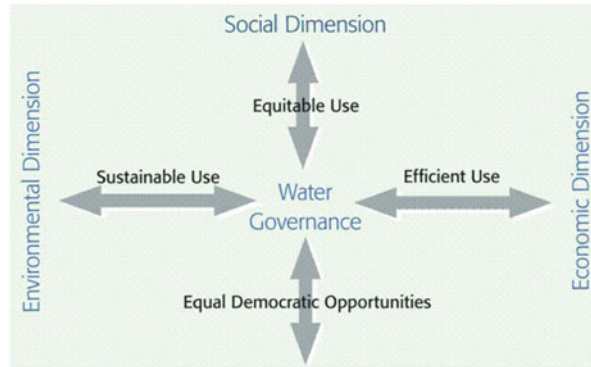 Social Dimension
Equitable Use
Environmental Dimension
Sustainable Use
Water
Governance
Efficient Use
Economic Dimension
Equal Democratic Opportunities